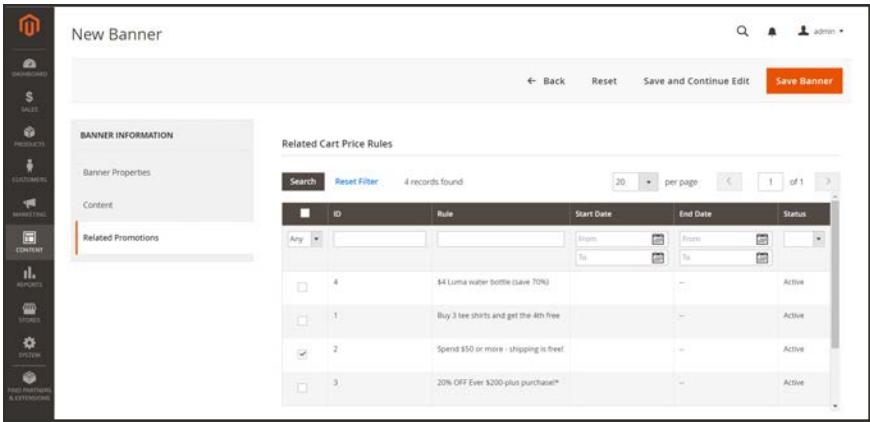 New Banner
admin
DASHBOARD
SALES
PRODUCTS
CUSTOMERS
MARKETING
CONTENT
REPORTS
STORES
SYSTEM
FIND PARTNERS
& EXTENSIONS
Back Reset Save and Continue Edit Save Banner
BANNER INFORMATION
Banner Properties
Content
Related Promotions
Related Cart Price Rules
Search Reset Filter 4 records found 20 per page 1 of 1
ID Rule Start Date End Date Status
Any From From
To To
4 $4 Luma water bottle (save 70%) -- Active
1 Buy 3 tee shirts and get the 4th free -- Active
2 Spend $50 or more - shipping is free! -- Active
3 20% OFF Ever $200-plus purchase!* -- Active